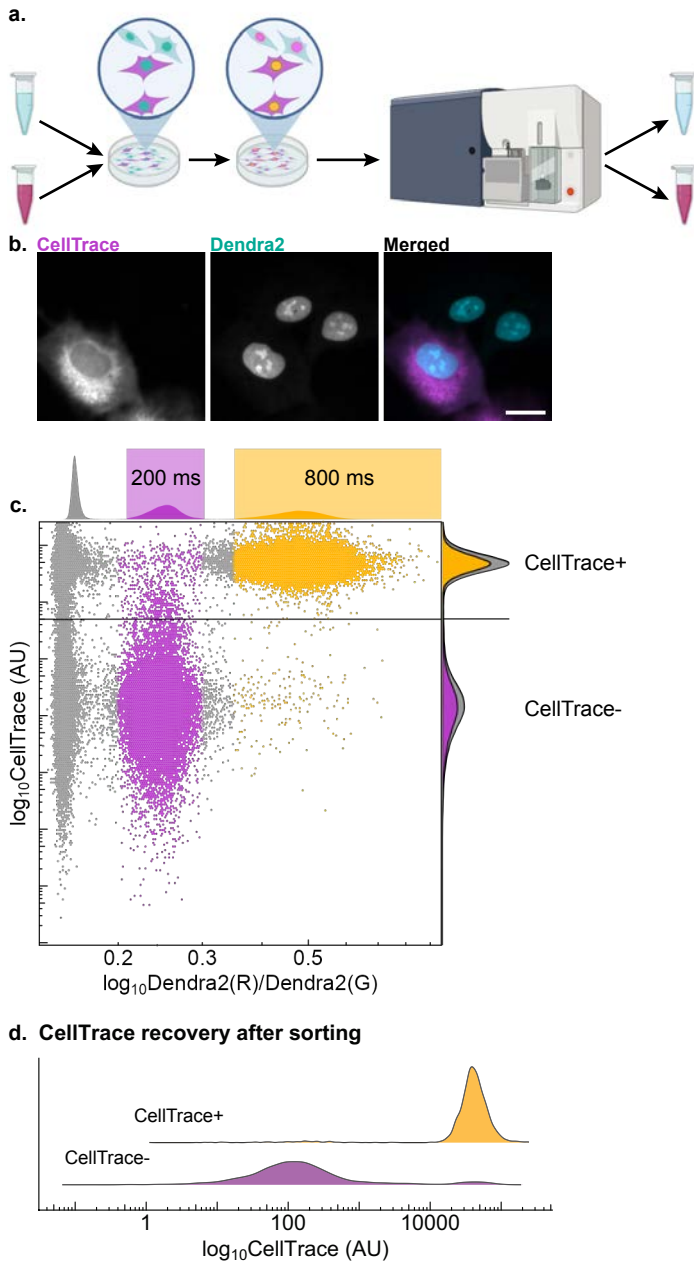 a.
b. CellTrace Dendra2 Merged
200 ms 800 ms
c.
CellTrace+
CellTrace-
log₁₀CellTrace (AU)
0.2 0.3 0.5
log₁₀Dendra2(R)/Dendra2(G)
d. CellTrace recovery after sorting
CellTrace+
CellTrace-
1 100 10000
log₁₀CellTrace (AU)